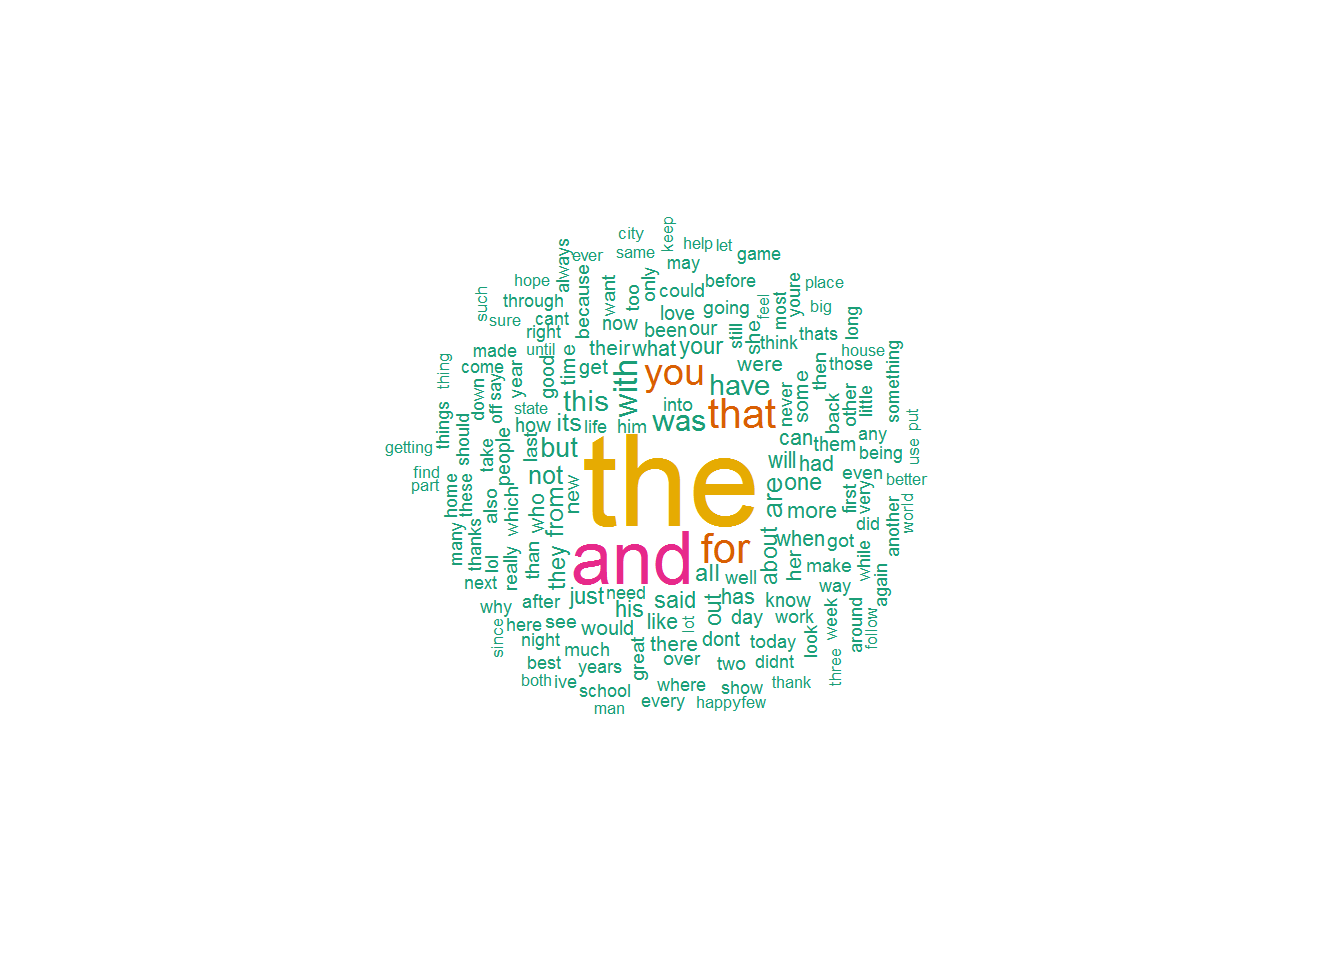 keep
city
help let
same
game
ever
always
may
hope
because
want
too
only
before
youre
place
could
most
feel
such
through
big
love
going
long
sure
cant
now
been our
still
she
thats
right
think
their what your
house
made
until
time
were
those
something
thing
come
year
good
get
with
you
have
then
some
never
off say
down
this
into
that
back
other
little
put
state
things
should
how
its
life
him
was
any
use
last
but
the
can
them
getting
people
take
being
will
had
find
not
even
better
part
are
one
home
these
also
which
who
from
new
more
first
very
world
did
another
many
thanks
and
for
about
when
got
lol
really
than
they
her
while
all
well
make
next
again
way
just
need
has
know
after
his
said
out
why
week
around
follow
here see
would
like
lot
day
work
since
night
there
dont
today
look
much
great
over
best
two
didnt
years
three
both ive
where
thank
school
show
every
happy few
man